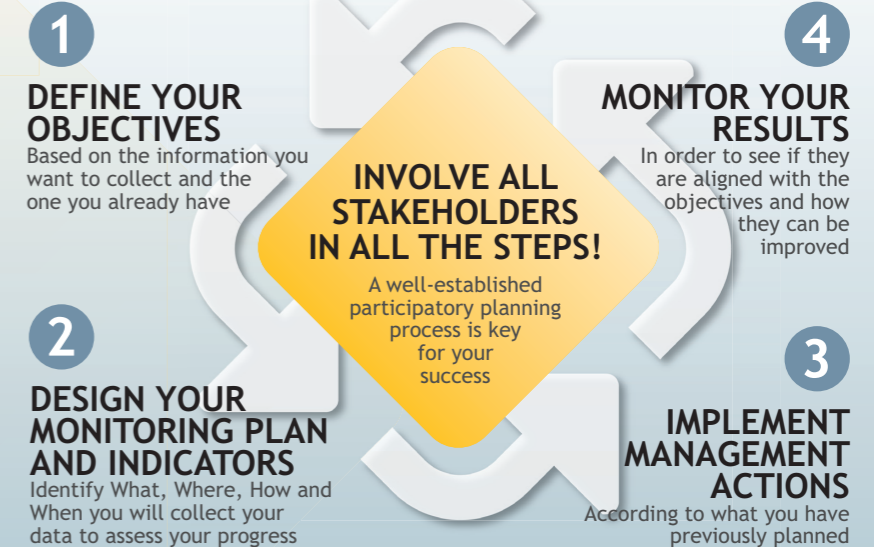 1
DEFINE YOUR
OBJECTIVES
Based on the information you
want to collect and the
one you already have
2
DESIGN YOUR
MONITORING PLAN
AND INDICATORS
Identify What, Where, How and
When you will collect your
data to assess your progress
INVOLVE ALL
STAKEHOLDERS
IN ALL THE STEPS!
A well-established
participatory planning
process is key
for your
success
3
IMPLEMENT
MANAGEMENT
ACTIONS
According to what you have
previously planned
4
MONITOR YOUR
RESULTS
In order to see if they
are aligned with the
objectives and how
they can be
improved